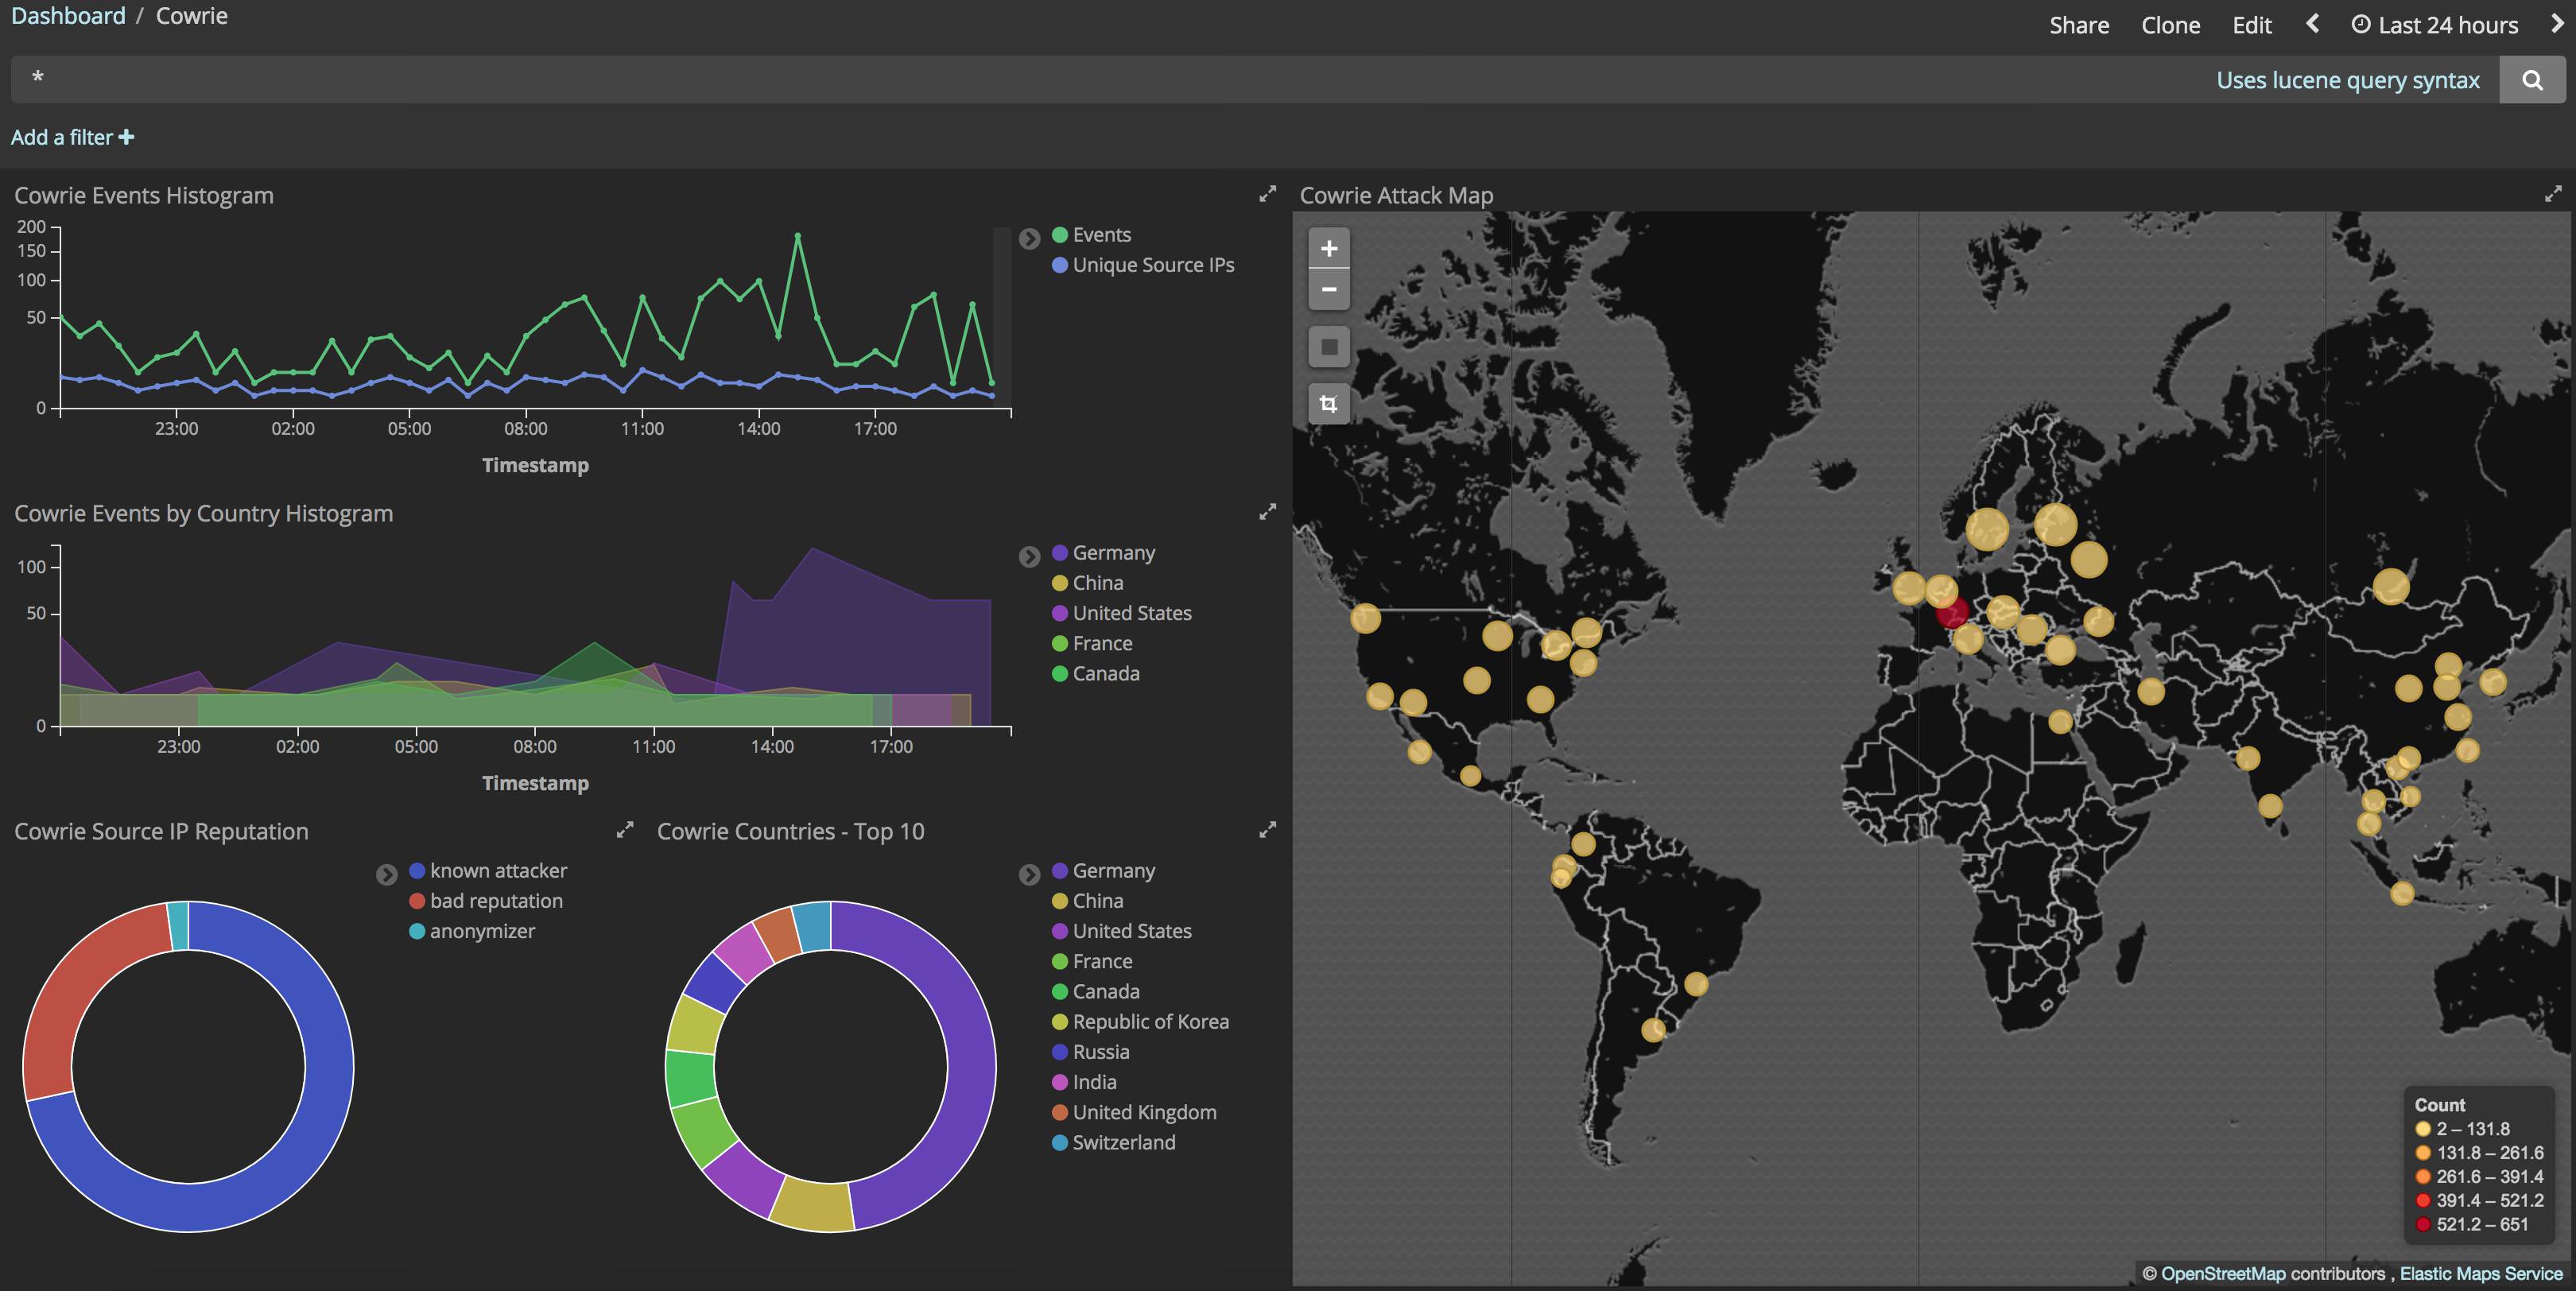 Dashboard / Cowrie
Share Clone Edit Last 24 hours
*
Uses lucene query syntax
Add a filter +
Cowrie Events Histogram
200
150
100
50
0
23:00 02:00 05:00 08:00 11:00 14:00 17:00
Timestamp
Events
Unique Source IPs
Cowrie Events by Country Histogram
100
50
0
23:00 02:00 05:00 08:00 11:00 14:00 17:00
Timestamp
Germany
China
United States
France
Canada
Cowrie Source IP Reputation
known attacker
bad reputation
anonymizer
Cowrie Countries - Top 10
Germany
China
United States
France
Canada
Republic of Korea
Russia
India
United Kingdom
Switzerland
Cowrie Attack Map
+
−
Count
2 – 131.8
131.8 – 261.6
261.6 – 391.4
391.4 – 521.2
521.2 – 651
© OpenStreetMap contributors , Elastic Maps Service